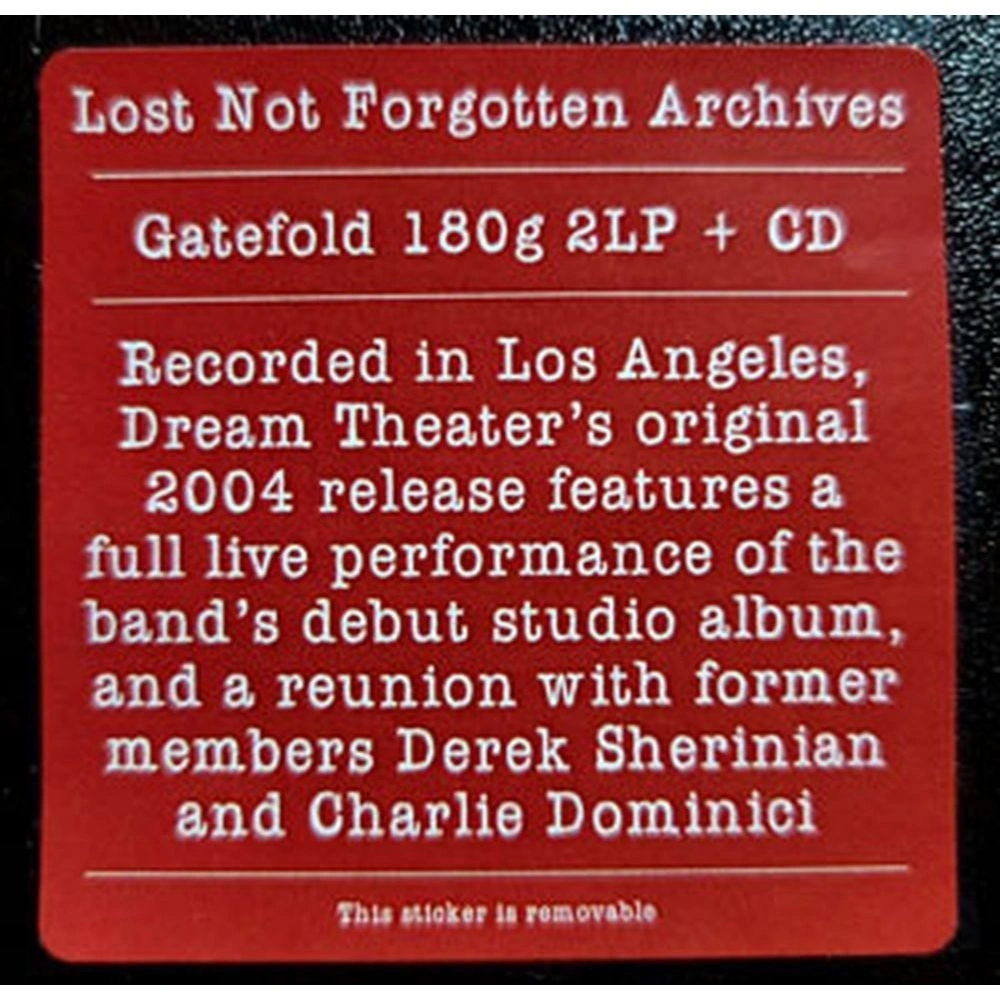 Lost Not Forgotten Archives
Gatefold 180g 2LP + CD
Recorded in Los Angeles,
Dream Theater's original
2004 release features a
full live performance of the
band's debut studio album,
and a reunion with former
members Derek Sherinian
and Charlie Dominici
This sticker is removable